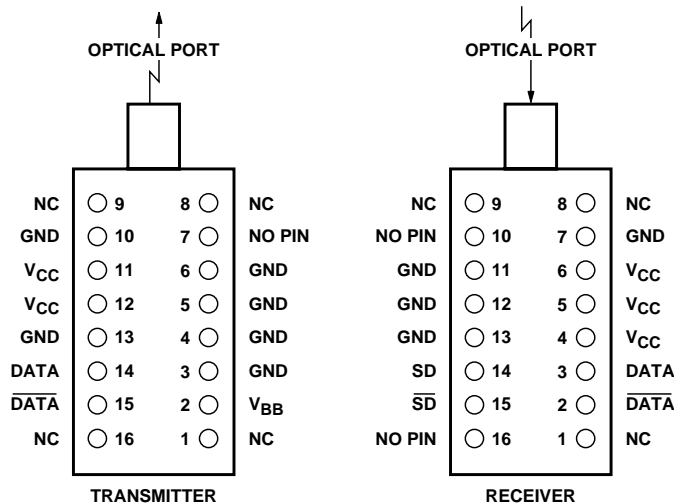 OPTICAL PORT OPTICAL PORT
NC 9 8 NC NC 9 8 NC
GND 10 7 NO PIN NO PIN 10 7 GND
VCC 11 6 GND GND 11 6 VCC
VCC 12 5 GND GND 12 5 VCC
GND 13 4 GND GND 13 4 VCC
DATA 14 3 GND SD 14 3 DATA
D̅A̅T̅A̅ 15 2 VBB S̅D̅ 15 2 D̅A̅T̅A̅
NC 16 1 NC NO PIN 16 1 NC
TRANSMITTER RECEIVER